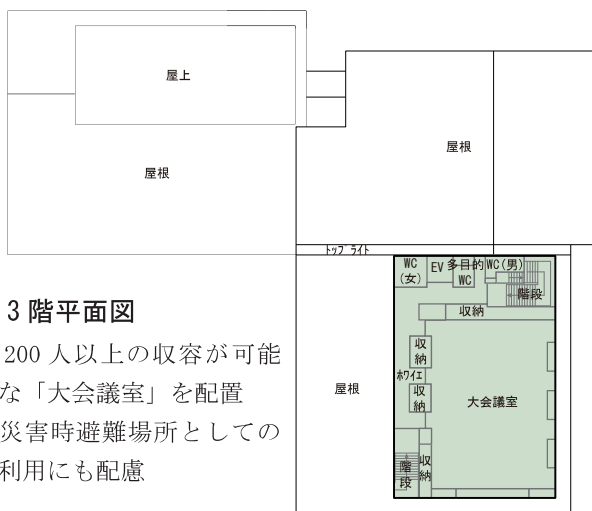 屋上
屋根
屋根
トップライト
WC
(女)
EV
多目的
WC
WC(男)
階段
収納
収
納
ホワイエ
収
納
大会議室
屋根
階
段
収
納
3階平面図
200人以上の収容が可能
な「大会議室」を配置
災害時避難場所としての
利用にも配慮